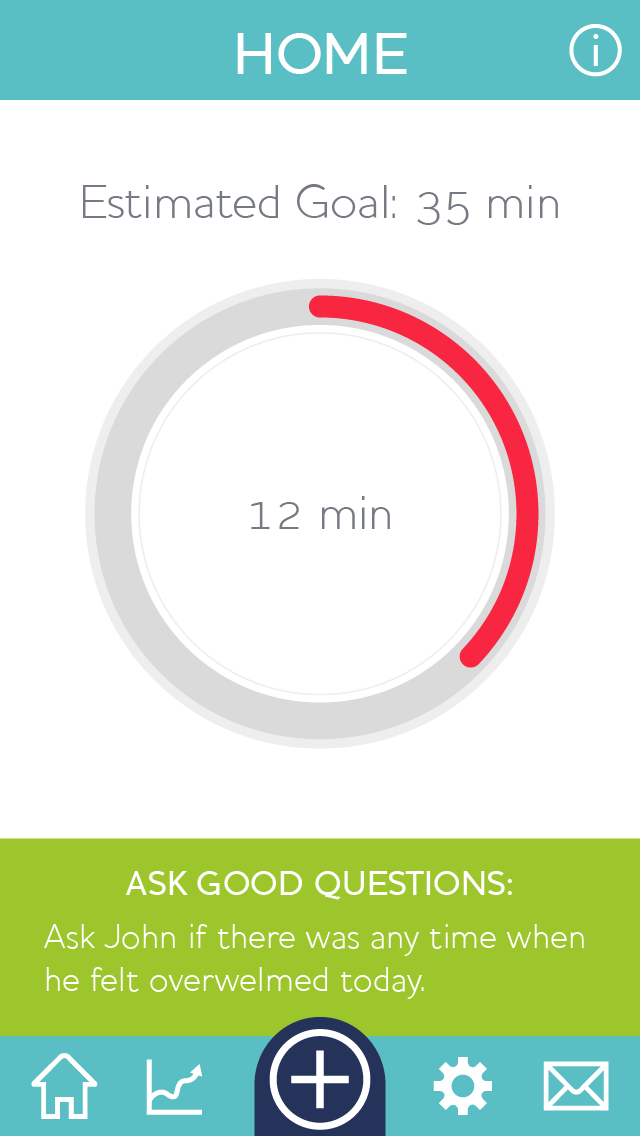 HOME
i
Estimated Goal: 35 min
12 min
ASK GOOD QUESTIONS:
Ask John if there was any time when
he felt overwelmed today.